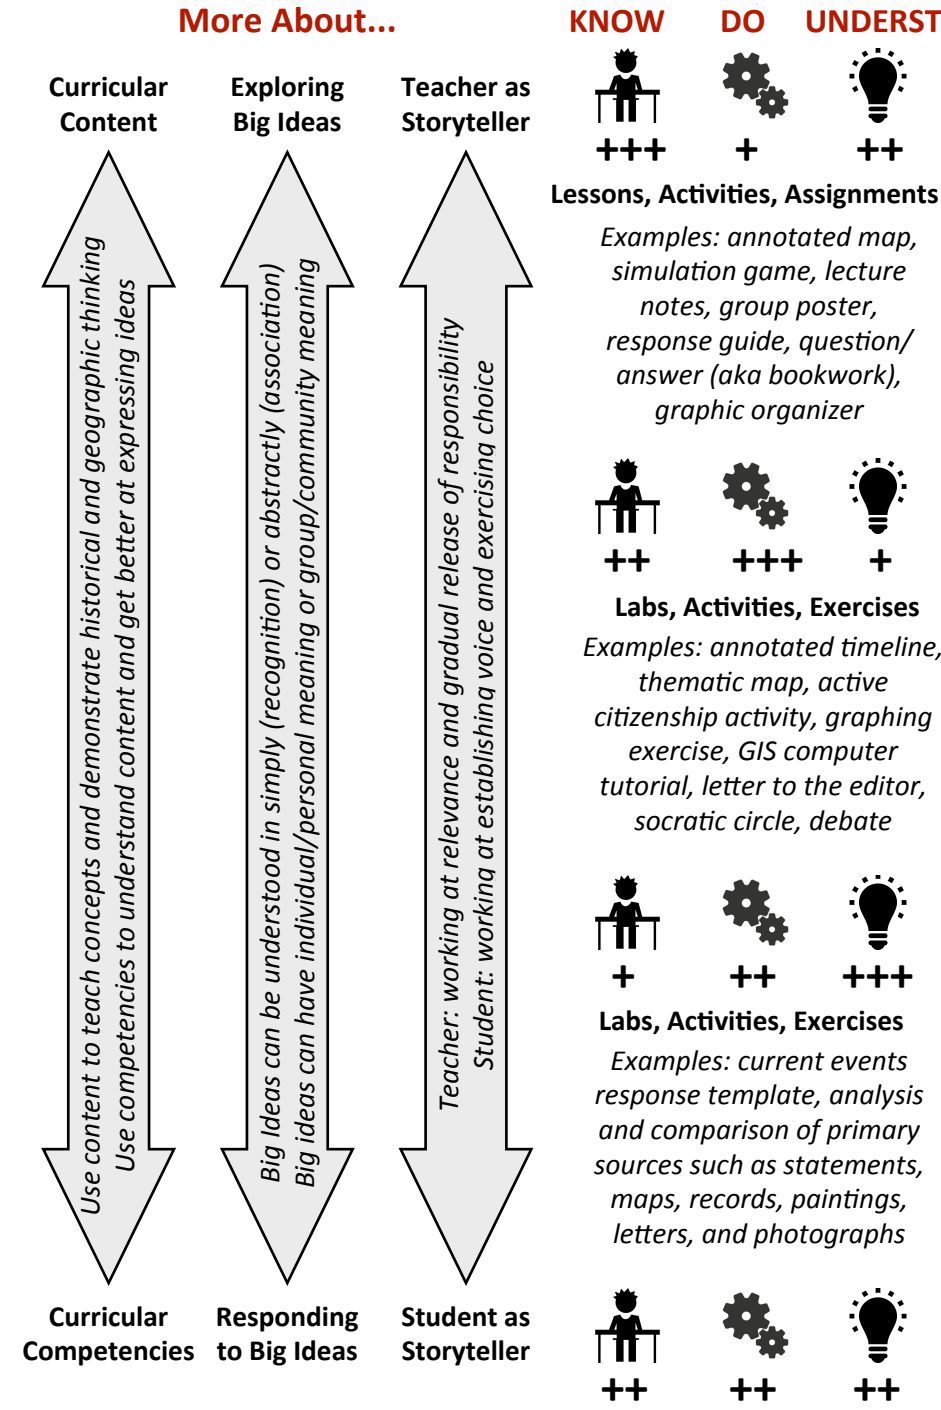 More About...
KNOW DO UNDERST
Curricular
Content
Exploring
Big Ideas
Teacher as
Storyteller
Use content to teach concepts and demonstrate historical and geographic thinking
Use competencies to understand content and get better at expressing ideas
Big Ideas can be understood in simply (recognition) or abstractly (association)
Big ideas can have individual/personal meaning or group/community meaning
Teacher: working at relevance and gradual release of responsibility
Student: working at establishing voice and exercising choice
Curricular
Competencies
Responding
to Big Ideas
Student as
Storyteller
+++ + ++
Lessons, Activities, Assignments
Examples: annotated map,
simulation game, lecture
notes, group poster,
response guide, question/
answer (aka bookwork),
graphic organizer
++ +++ +
Labs, Activities, Exercises
Examples: annotated timeline,
thematic map, active
citizenship activity, graphing
exercise, GIS computer
tutorial, letter to the editor,
socratic circle, debate
+ ++ +++
Labs, Activities, Exercises
Examples: current events
response template, analysis
and comparison of primary
sources such as statements,
maps, records, paintings,
letters, and photographs
++ ++ ++